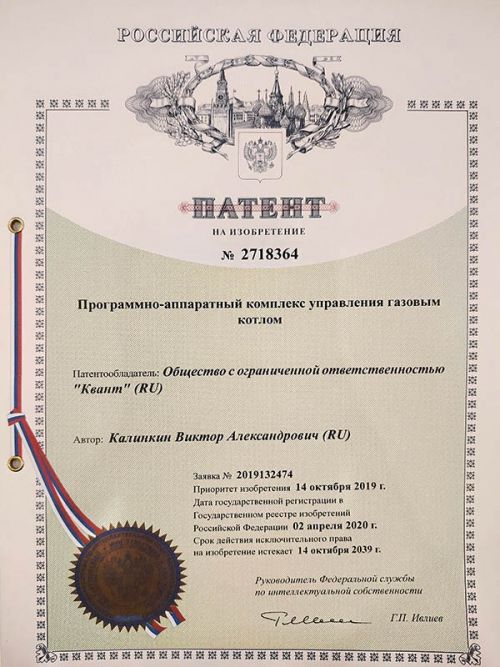 РОССИЙСКАЯ ФЕДЕРАЦИЯ
ПАТЕНТ
НА ИЗОБРЕТЕНИЕ
№ 2718364
Программно-аппаратный комплекс управления газовым
котлом
Патентообладатель: Общество с ограниченной ответственностью
"Квант" (RU)
Автор: Калинкин Виктор Александрович (RU)
Заявка № 2019132474
Приоритет изобретения 14 октября 2019 г.
Дата государственной регистрации в
Государственном реестре изобретений
Российской Федерации 02 апреля 2020 г.
Срок действия исключительного права
на изобретение истекает 14 октября 2039 г.
Руководитель Федеральной службы
по интеллектуальной собственности
Г.П. Ивлиев